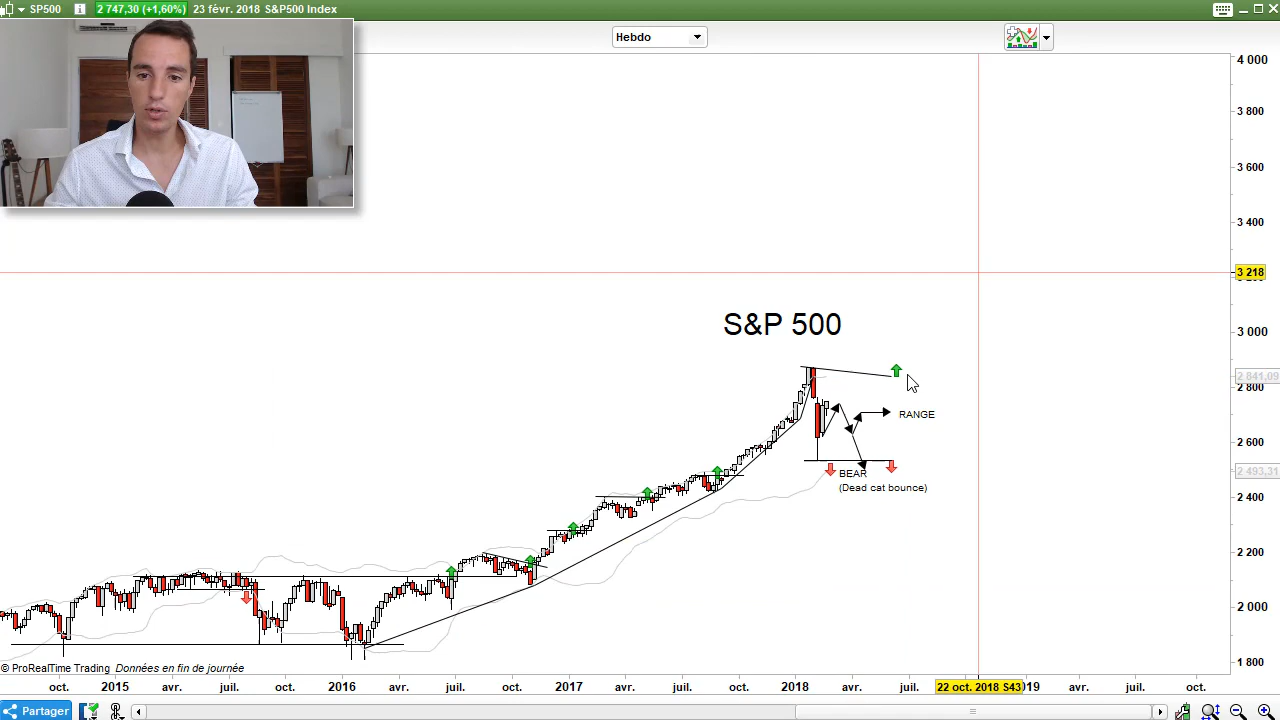 SP500 2 747,30 (+1,60%) 23 févr. 2018 S&P500 Index
Hebdo
4 000
3 800
3 600
3 400
3 218
3 000
2 841,09
2 800
2 600
2 493,31
2 400
2 200
2 000
1 800
S&P 500
RANGE
BEAR
(Dead cat bounce)
© ProRealTime Trading Données en fin de journée
oct. 2015 avr. juil. oct. 2016 avr. juil. oct. 2017 avr. juil. oct. 2018 avr. juil. 22 oct. 2018 S43 019 avr. juil. oct.
Partager